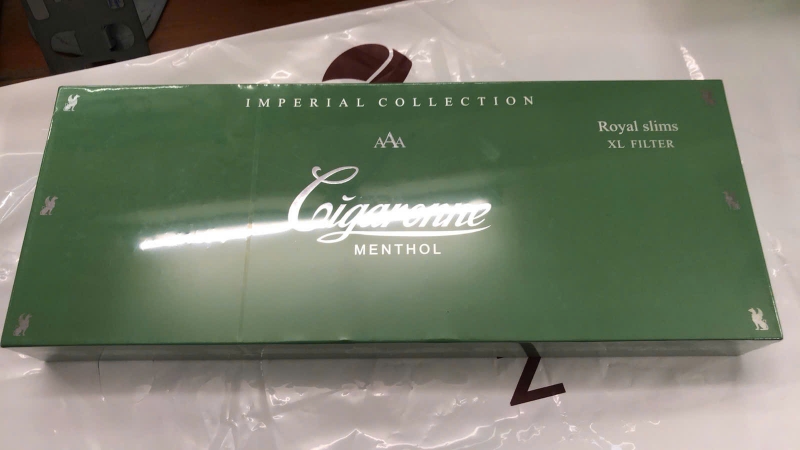 IMPERIAL COLLECTION
AAA
Royal slims
XL FILTER
Cigaronne
MENTHOL